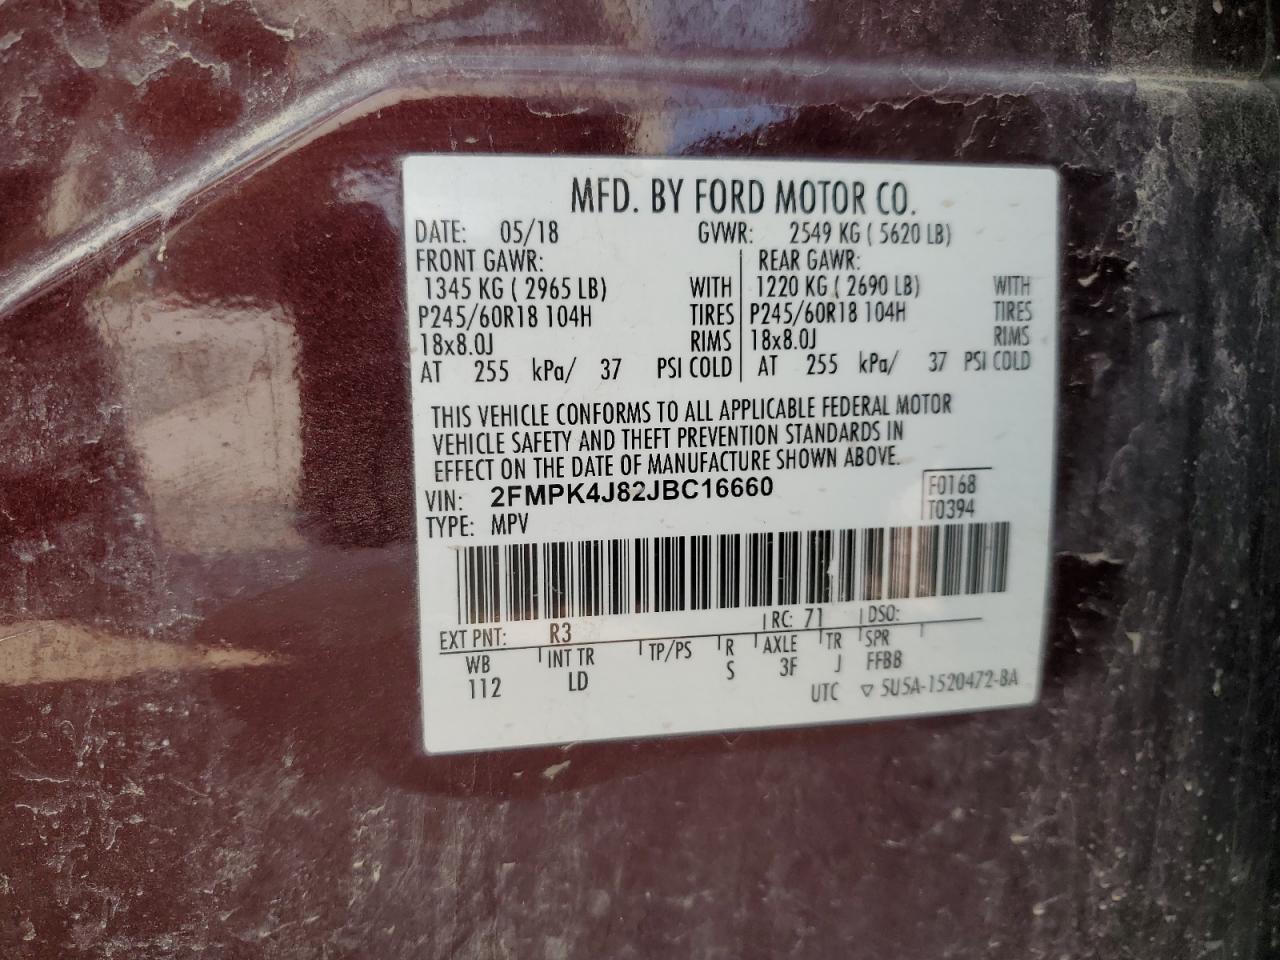 MFD. BY FORD MOTOR CO.
DATE: 05/18 GVWR: 2549 KG ( 5620 LB)
FRONT GAWR: REAR GAWR:
1345 KG ( 2965 LB) WITH 1220 KG ( 2690 LB) WITH
P245/60R18 104H TIRES P245/60R18 104H TIRES
18x8.0J RIMS 18x8.0J RIMS
AT 255 kPa/ 37 PSI COLD AT 255 kPa/ 37 PSI COLD
THIS VEHICLE CONFORMS TO ALL APPLICABLE FEDERAL MOTOR
VEHICLE SAFETY AND THEFT PREVENTION STANDARDS IN
EFFECT ON THE DATE OF MANUFACTURE SHOWN ABOVE.
VIN: 2FMPK4J82JBC16660 F0168
TYPE: MPV T0394
EXT PNT: R3 RC: 71 DSO:
WB INT TR TP/PS R AXLE TR SPR
112 LD S 3F J FFBB
UTC ▽ 5U5A-1520472-BA